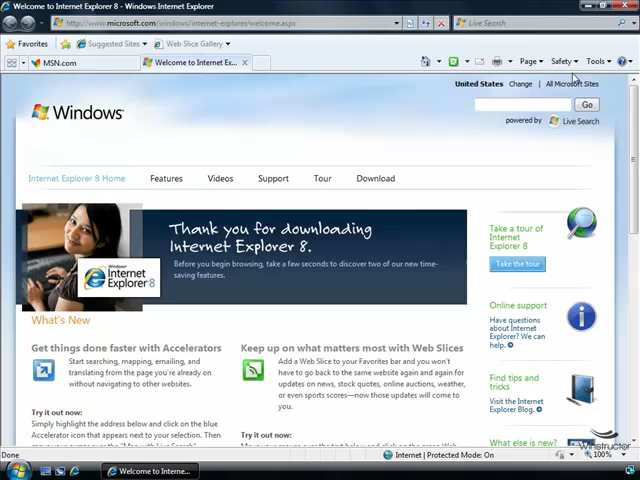 Welcome to Internet Explorer 8 - Windows Internet Explorer
http://www.microsoft.com/windows/internet-explorer/welcome.aspx
Live Search
Favorites
Suggested Sites
Web Slice Gallery
MSN.com
Welcome to Internet Ex...
Page
Safety
Tools
United States Change | All Microsoft Sites
Go
Windows
powered by Live Search
Internet Explorer 8 Home Features Videos Support Tour Download
Thank you for downloading
Internet Explorer 8.
Before you begin browsing, take a few seconds to discover two of our new time-
saving features.
Windows
Internet
Explorer 8
Take a tour of
Internet
Explorer 8
Take the tour
Online support
Have questions
about Internet
Explorer? We can
help.
Find tips and
tricks
Visit the Internet
Explorer Blog.
What else is new?
What's New
Get things done faster with Accelerators
Start searching, mapping, emailing, and
translating from the page you're already on
without navigating to other websites.
Try it out now:
Simply highlight the address below and click on the blue
Accelerator icon that appears next to your selection. Then
Keep up on what matters most with Web Slices
Add a Web Slice to your Favorites bar and you won't
have to go back to the same website again and again for
updates on news, stock quotes, online auctions, weather,
or even sports scores—now those updates will come to
you.
Try it out now:
Winstructor
Done
Internet | Protected Mode: On
100%
Welcome to Interne...